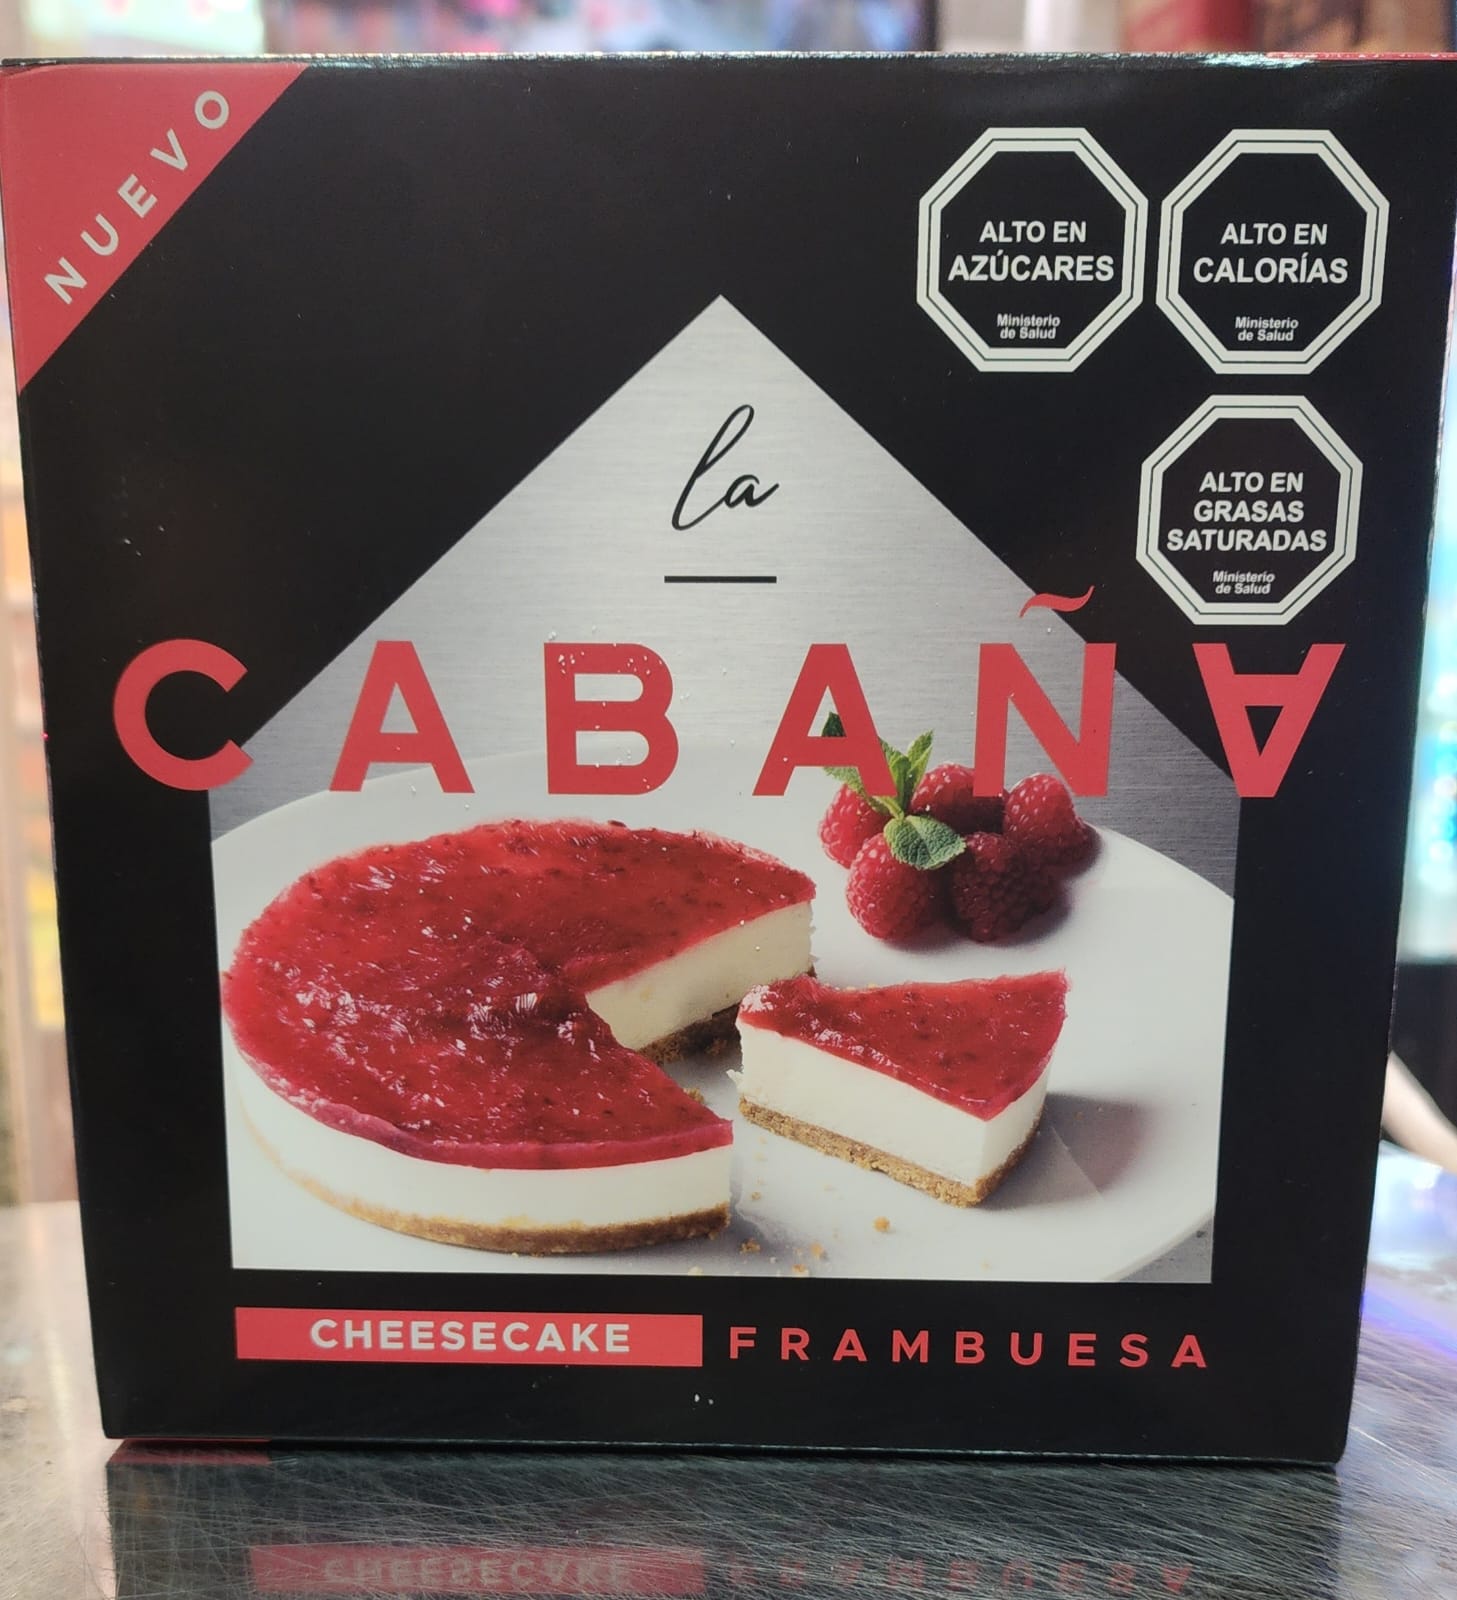 NUEVO
ALTO EN
AZÚCARES
Ministerio
de Salud
ALTO EN
CALORÍAS
Ministerio
de Salud
ALTO EN
GRASAS
SATURADAS
Ministerio
de Salud
la
CABAÑA
CHEESECAKE FRAMBUESA